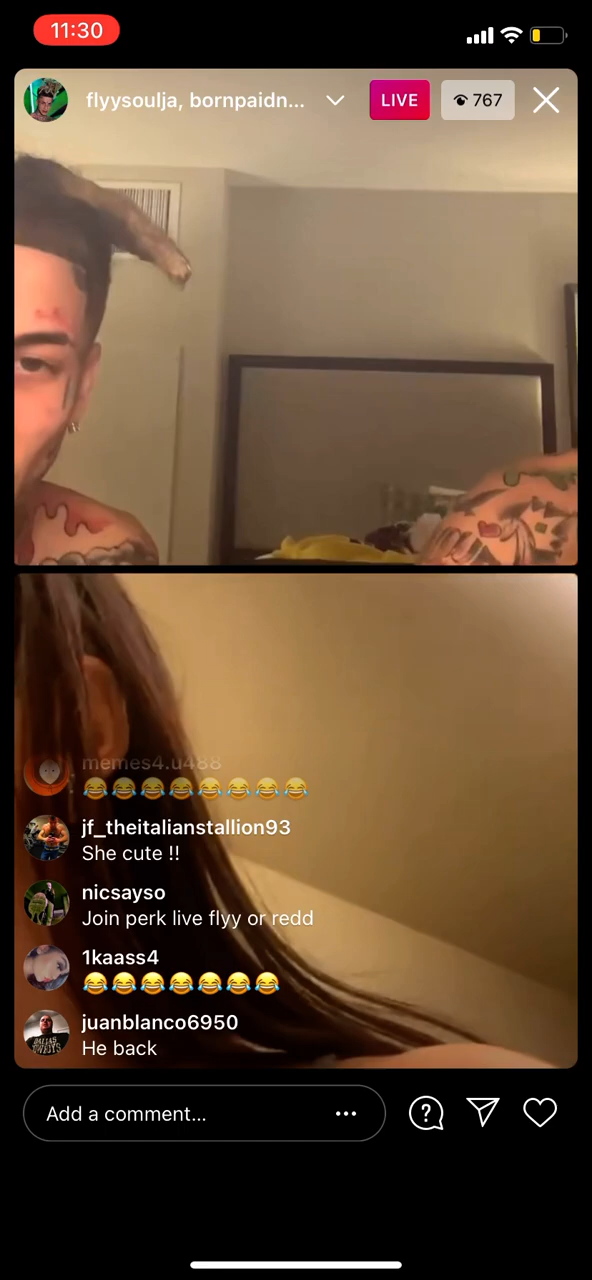 11:30
flyysoulja, bornpaidn...
LIVE
767
memes4.u488
😂😂😂😂😂😂😂😂
jf_theitalianstallion93
She cute !!
nicsayso
Join perk live flyy or redd
1kaass4
😂😂😂😂😂😂😂
juanblanco6950
He back
Add a comment...